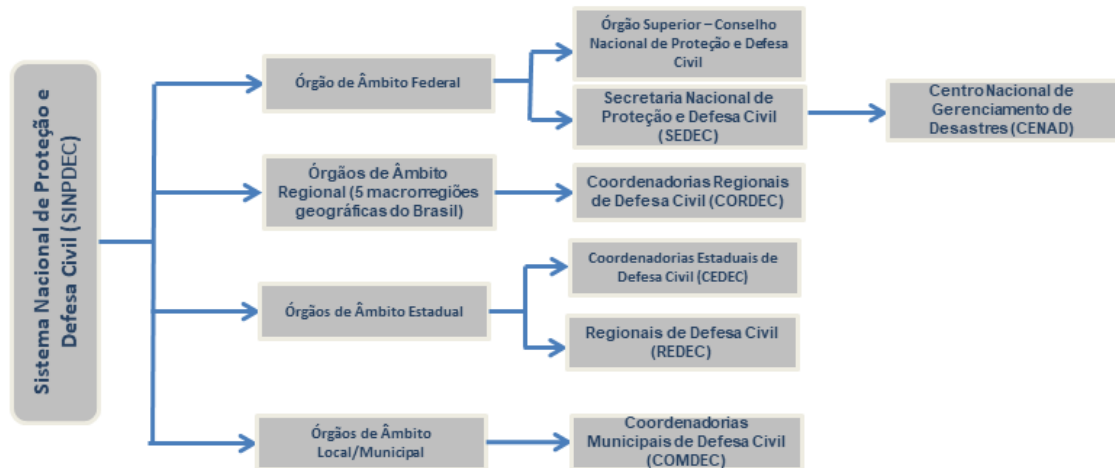 Sistema Nacional de Proteção e
Defesa Civil (SINPDEC)
Órgão de Âmbito Federal
Órgão Superior – Conselho
Nacional de Proteção e Defesa
Civil
Secretaria Nacional de
Proteção e Defesa Civil
(SEDEC)
Centro Nacional de
Gerenciamento de
Desastres (CENAD)
Órgãos de Âmbito
Regional (5 macrorregiões
geográficas do Brasil)
Coordenadorias Regionais
de Defesa Civil (CORDEC)
Órgãos de Âmbito Estadual
Coordenadorias Estaduais de
Defesa Civil (CEDEC)
Regionais de Defesa Civil
(REDEC)
Órgãos de Âmbito
Local/Municipal
Coordenadorias
Municipais de Defesa Civil
(COMDEC)